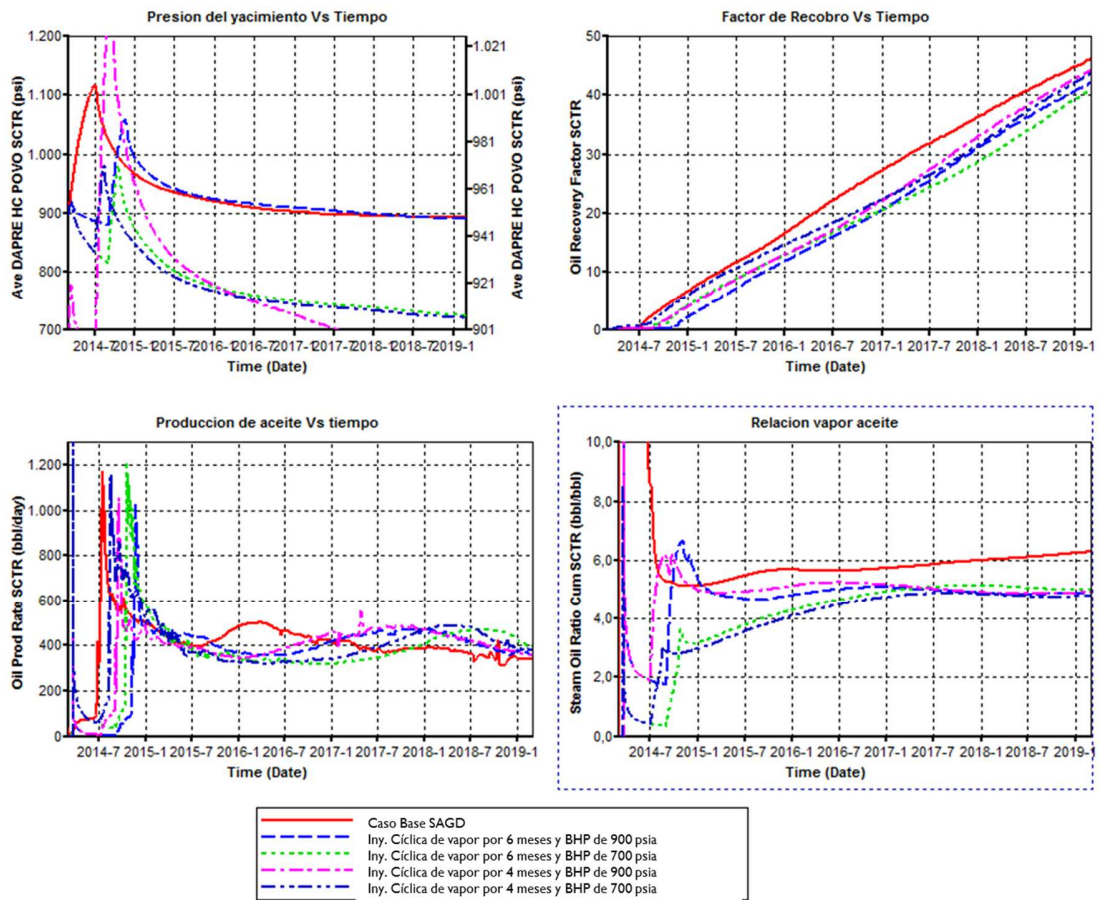 Presion del yacimiento Vs Tiempo
Ave DAPRE HC POVO SCTR (psi)
1.200
1.100
1.000
900
800
700
1.021
1.001
981
961
941
921
901
Ave DAPRE HC POVO SCTR (psi)
2014-7 2015-1 2015-7 2016-1 2016-7 2017-1 2017-7 2018-1 2018-7 2019-1
Time (Date)
Factor de Recobro Vs Tiempo
Oil Recovery Factor SCTR
50
40
30
20
10
0
2014-7 2015-1 2015-7 2016-1 2016-7 2017-1 2017-7 2018-1 2018-7 2019-1
Time (Date)
Produccion de aceite Vs tiempo
Oil Prod Rate SCTR (bbl/day)
1.200
1.000
800
600
400
200
0
2014-7 2015-1 2015-7 2016-1 2016-7 2017-1 2017-7 2018-1 2018-7 2019-1
Time (Date)
Relacion vapor aceite
Steam Oil Ratio Cum SCTR (bbl/bbl)
10,0
8,0
6,0
4,0
2,0
0,0
2014-7 2015-1 2015-7 2016-1 2016-7 2017-1 2017-7 2018-1 2018-7 2019-1
Time (Date)
Caso Base SAGD
Iny. Cíclica de vapor por 6 meses y BHP de 900 psia
Iny. Cíclica de vapor por 6 meses y BHP de 700 psia
Iny. Cíclica de vapor por 4 meses y BHP de 900 psia
Iny. Cíclica de vapor por 4 meses y BHP de 700 psia